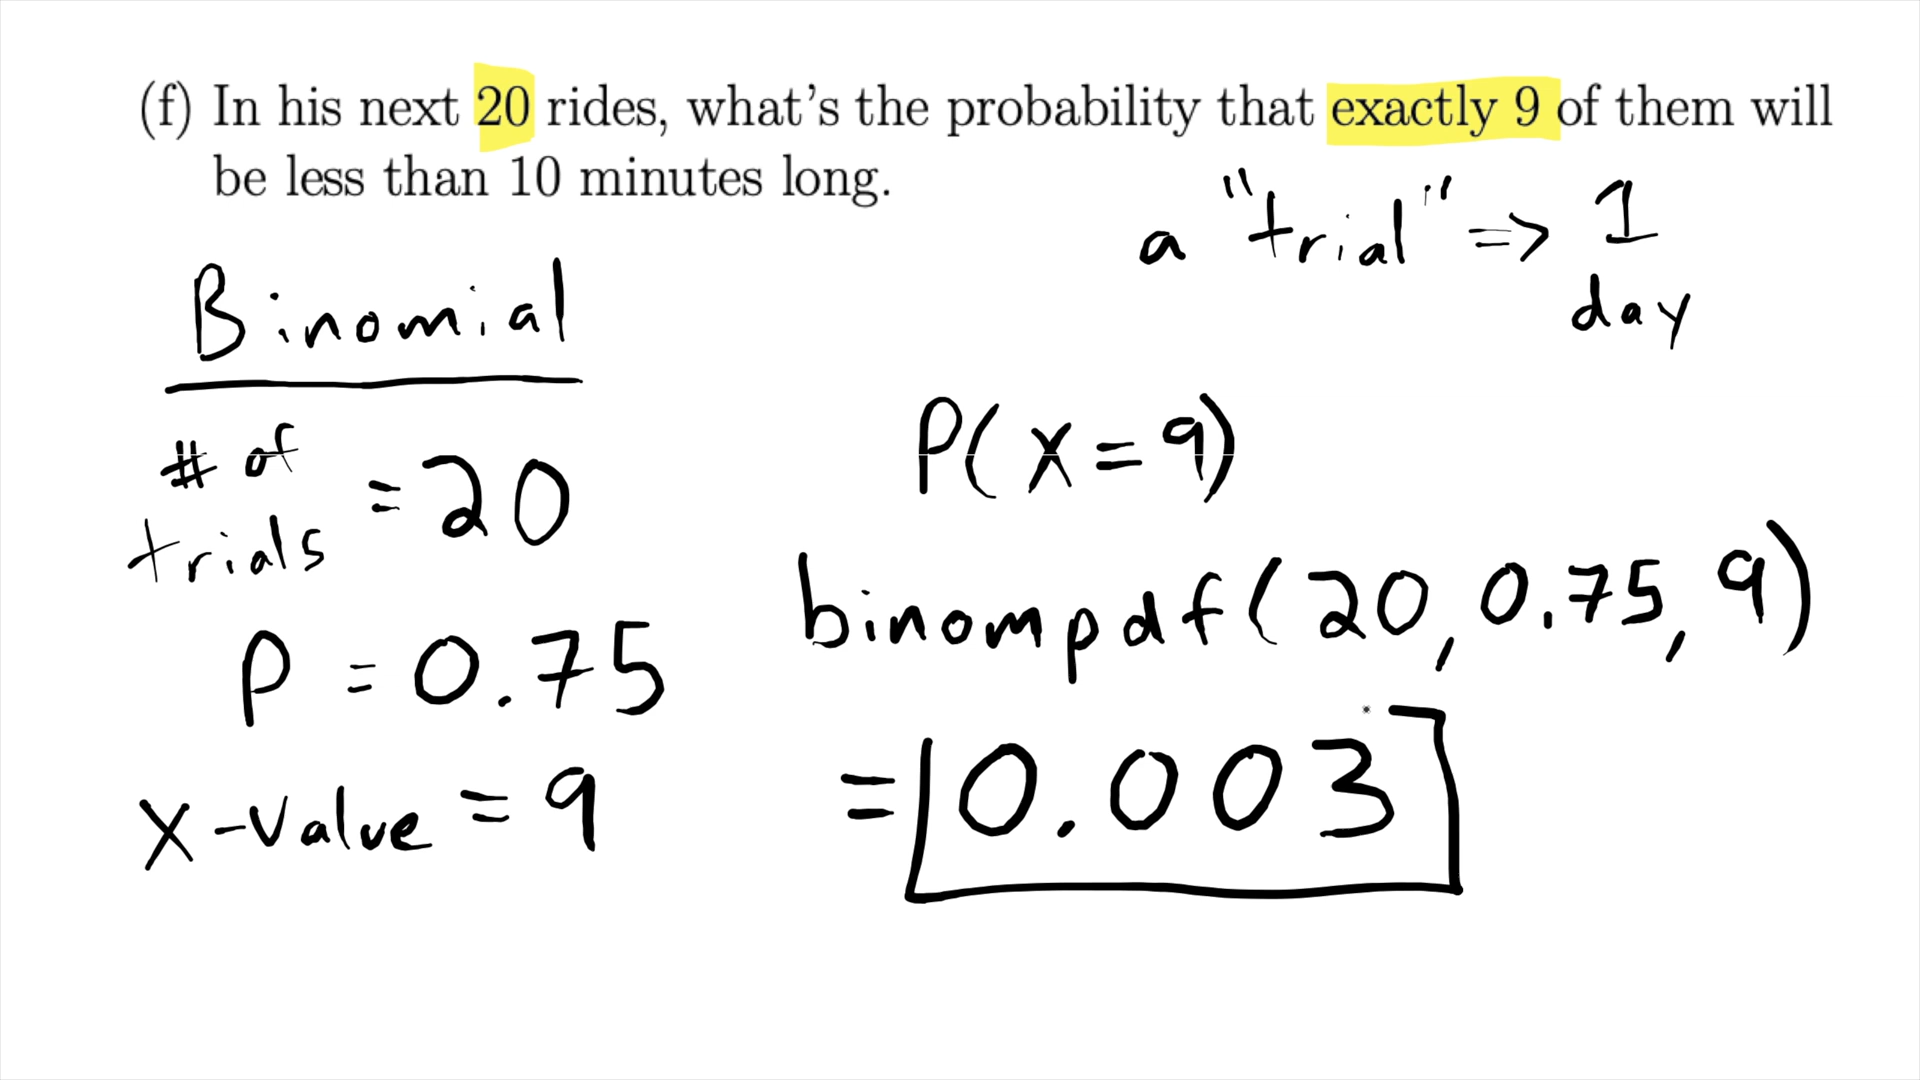 (f) In his next 20 rides, what's the probability that exactly 9 of them will
be less than 10 minutes long.
a "trial" => 1
day
Binomial
# of
trials = 20
P = 0.75
X-Value = 9
P(X=9)
binompdf(20, 0.75, 9)
= 0.003